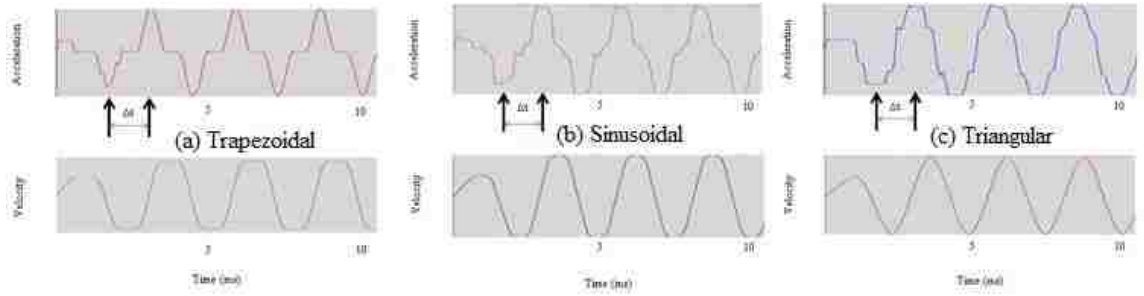 Acceleration
Δt
5
10
(a) Trapezoidal
Velocity
5
10
Time (ms)
Acceleration
Δt
5
10
(b) Sinusoidal
Velocity
5
10
Time (ms)
Acceleration
Δt
5
10
(c) Triangular
Velocity
5
10
Time (ms)